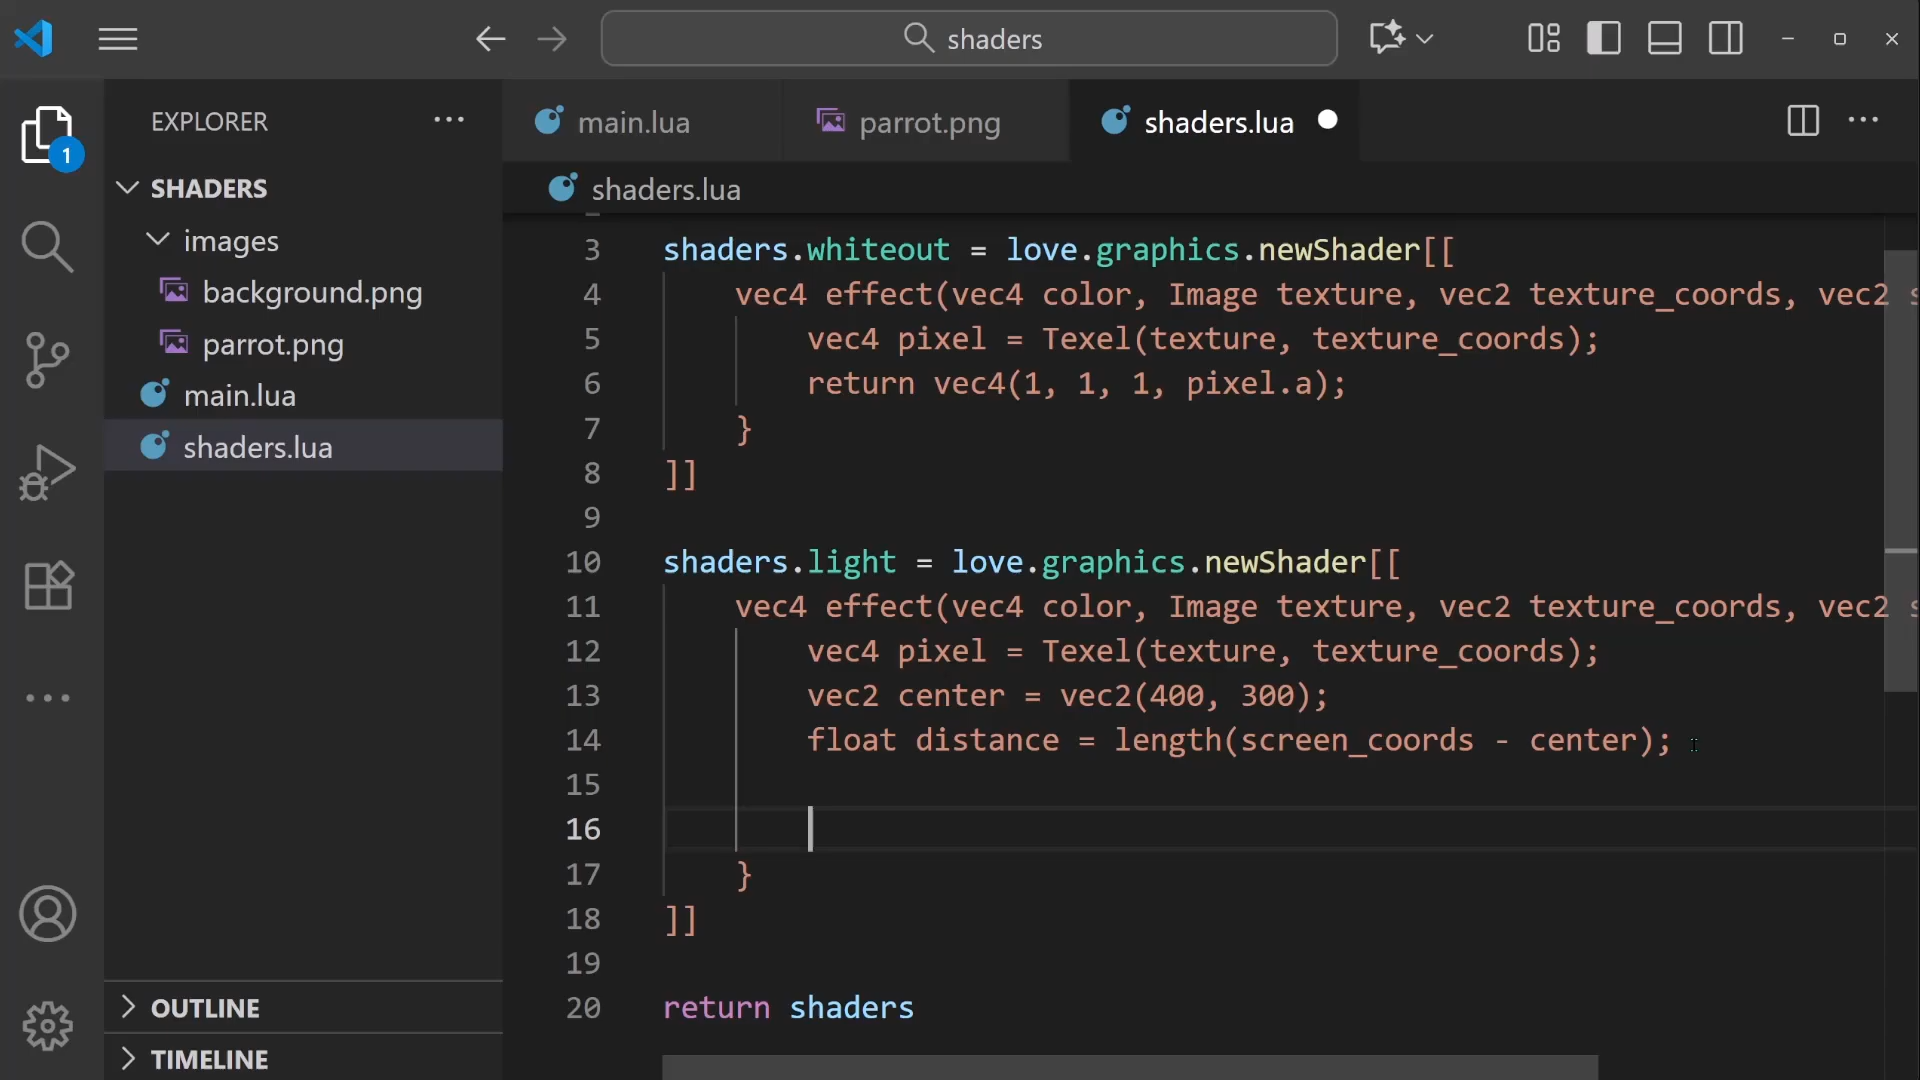 shaders
EXPLORER
1
SHADERS
images
background.png
parrot.png
main.lua
shaders.lua
OUTLINE
TIMELINE
main.lua
parrot.png
shaders.lua
shaders.lua
3 shaders.whiteout = love.graphics.newShader[[
4 vec4 effect(vec4 color, Image texture, vec2 texture_coords, vec2 s
5 vec4 pixel = Texel(texture, texture_coords);
6 return vec4(1, 1, 1, pixel.a);
7 }
8 ]]
9
10 shaders.light = love.graphics.newShader[[
11 vec4 effect(vec4 color, Image texture, vec2 texture_coords, vec2 s
12 vec4 pixel = Texel(texture, texture_coords);
13 vec2 center = vec2(400, 300);
14 float distance = length(screen_coords - center);
15
16
17 }
18 ]]
19
20 return shaders